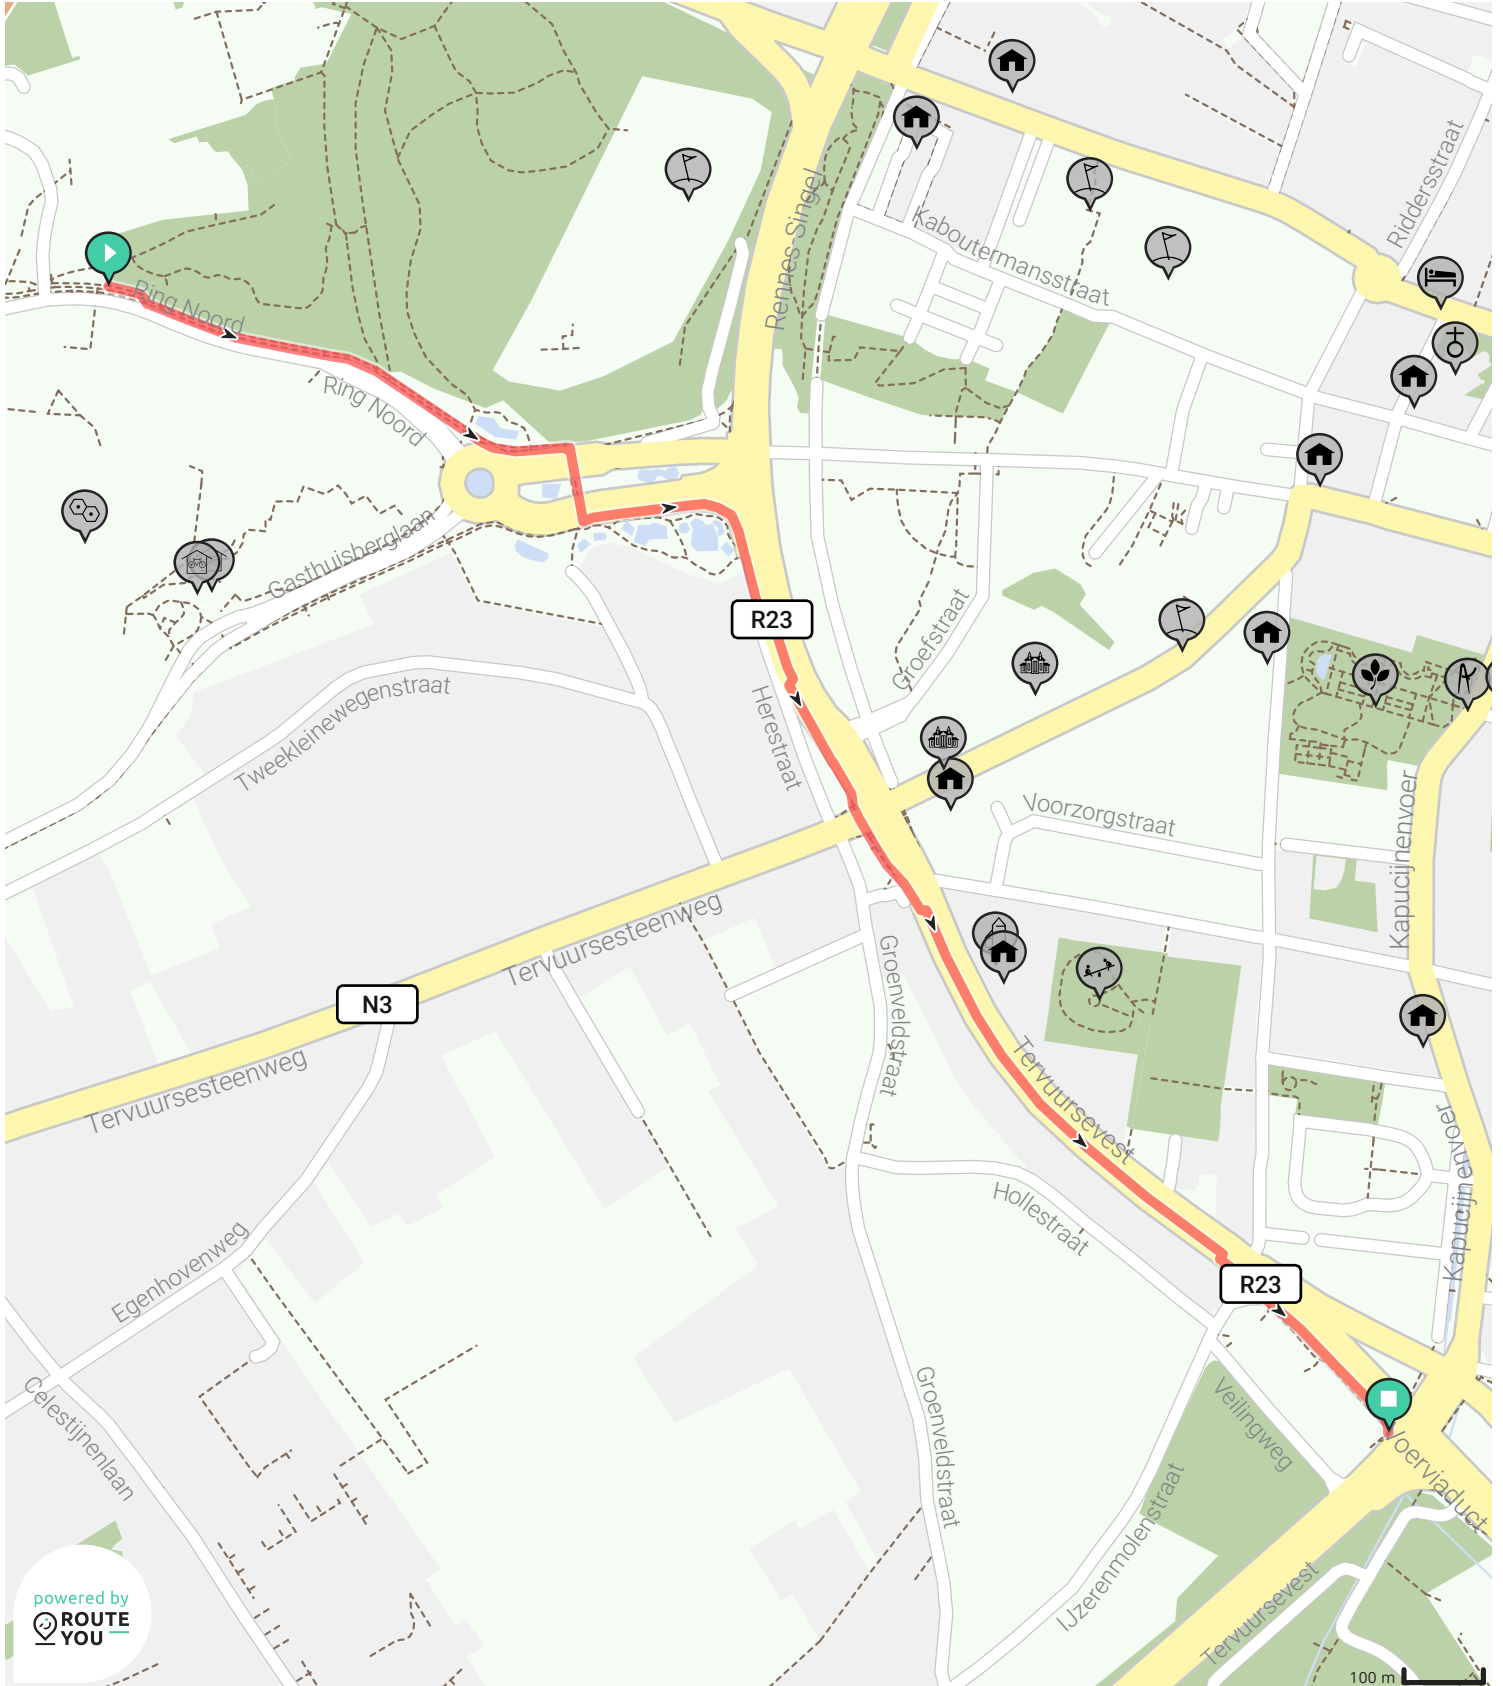 Riddersstraat
Rennes-Singel
Kaboutermansstraat
Ring Noord
Ring Noord
Gasthuisberglaan
R23
Groefstraat
Herestraat
Tweekleinewegenstraat
Voorzorgstraat
Kapucijnenvoer
Tervuursesteenweg
N3
Groenveldstraat
Tervuursesteenweg
Tervuursevest
Kapucijnenvoer
Hollestraat
Egenhovenweg
R23
Celestijnenlaan
Groenveldstraat
Veilingweg
Voerviaduct
IJzerenmolenstraat
Tervuursevest
powered by
ROUTE
YOU
100 m